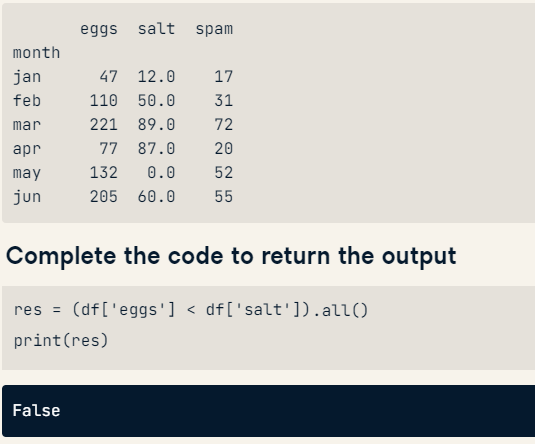 eggs salt spam
month
jan 47 12.0 17
feb 110 50.0 31
mar 221 89.0 72
apr 77 87.0 20
may 132 0.0 52
jun 205 60.0 55
Complete the code to return the output
res = (df['eggs'] < df['salt']).all()
print(res)
False